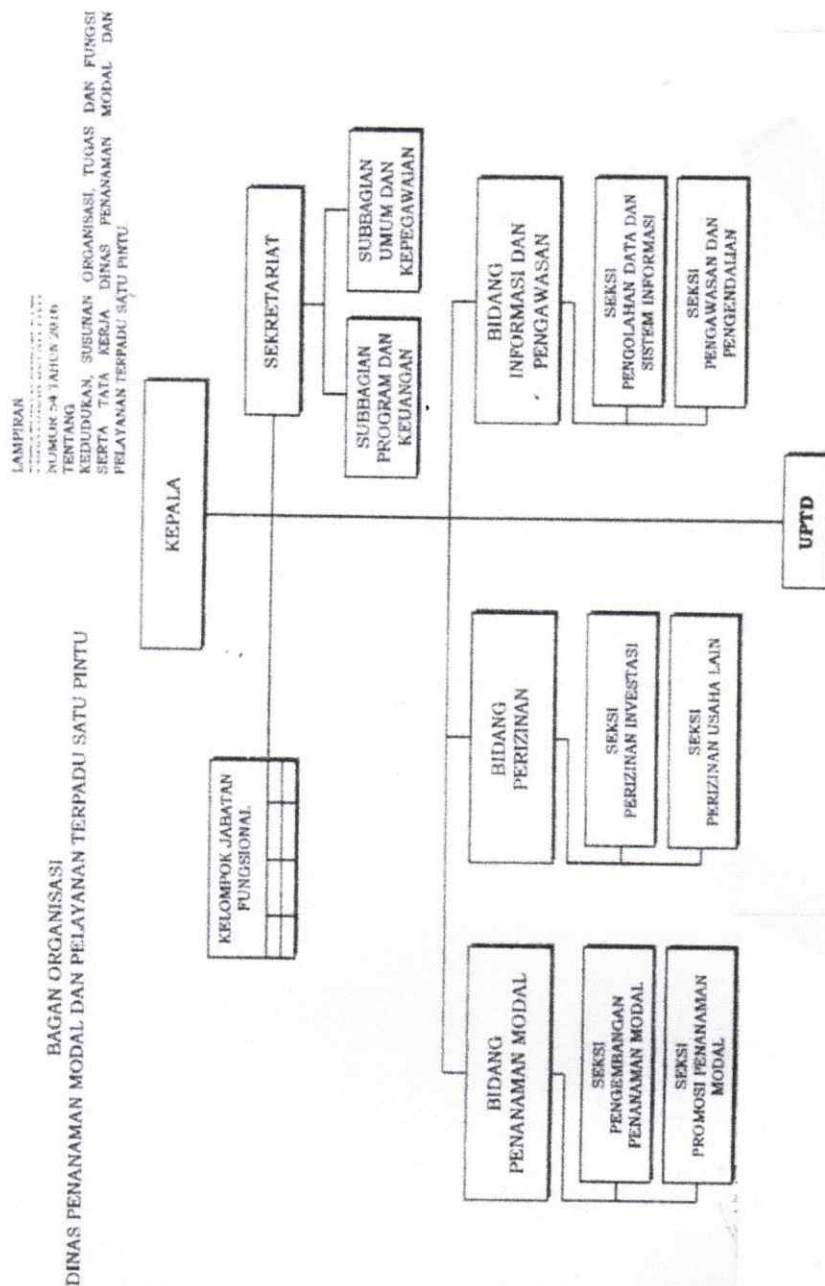 LAMPIRAN
NOMOR 54 TAHUN 2016
TENTANG
KEDUDUKAN, SUSUNAN ORGANISASI, TUGAS DAN FUNGSI
SERTA TATA KERJA DINAS PENANAMAN MODAL DAN
PELAYANAN TERPADU SATU PINTU
BAGAN ORGANISASI
DINAS PENANAMAN MODAL DAN PELAYANAN TERPADU SATU PINTU
KEPALA
KELOMPOK JABATAN
FUNGSIONAL
SEKRETARIAT
SUBBAGIAN
PROGRAM DAN
KEUANGAN
SUBBAGIAN
UMUM DAN
KEPEGAWAIAN
BIDANG
PENANAMAN MODAL
SEKSI
PENGEMBANGAN
PENANAMAN MODAL
SEKSI
PROMOSI PENANAMAN
MODAL
BIDANG
PERIZINAN
SEKSI
PERIZINAN INVESTASI
SEKSI
PERIZINAN USAHA LAIN
BIDANG
INFORMASI DAN
PENGAWASAN
SEKSI
PENGOLAHAN DATA DAN
SISTEM INFORMASI
SEKSI
PENGAWASAN DAN
PENGENDALIAN
UPTD